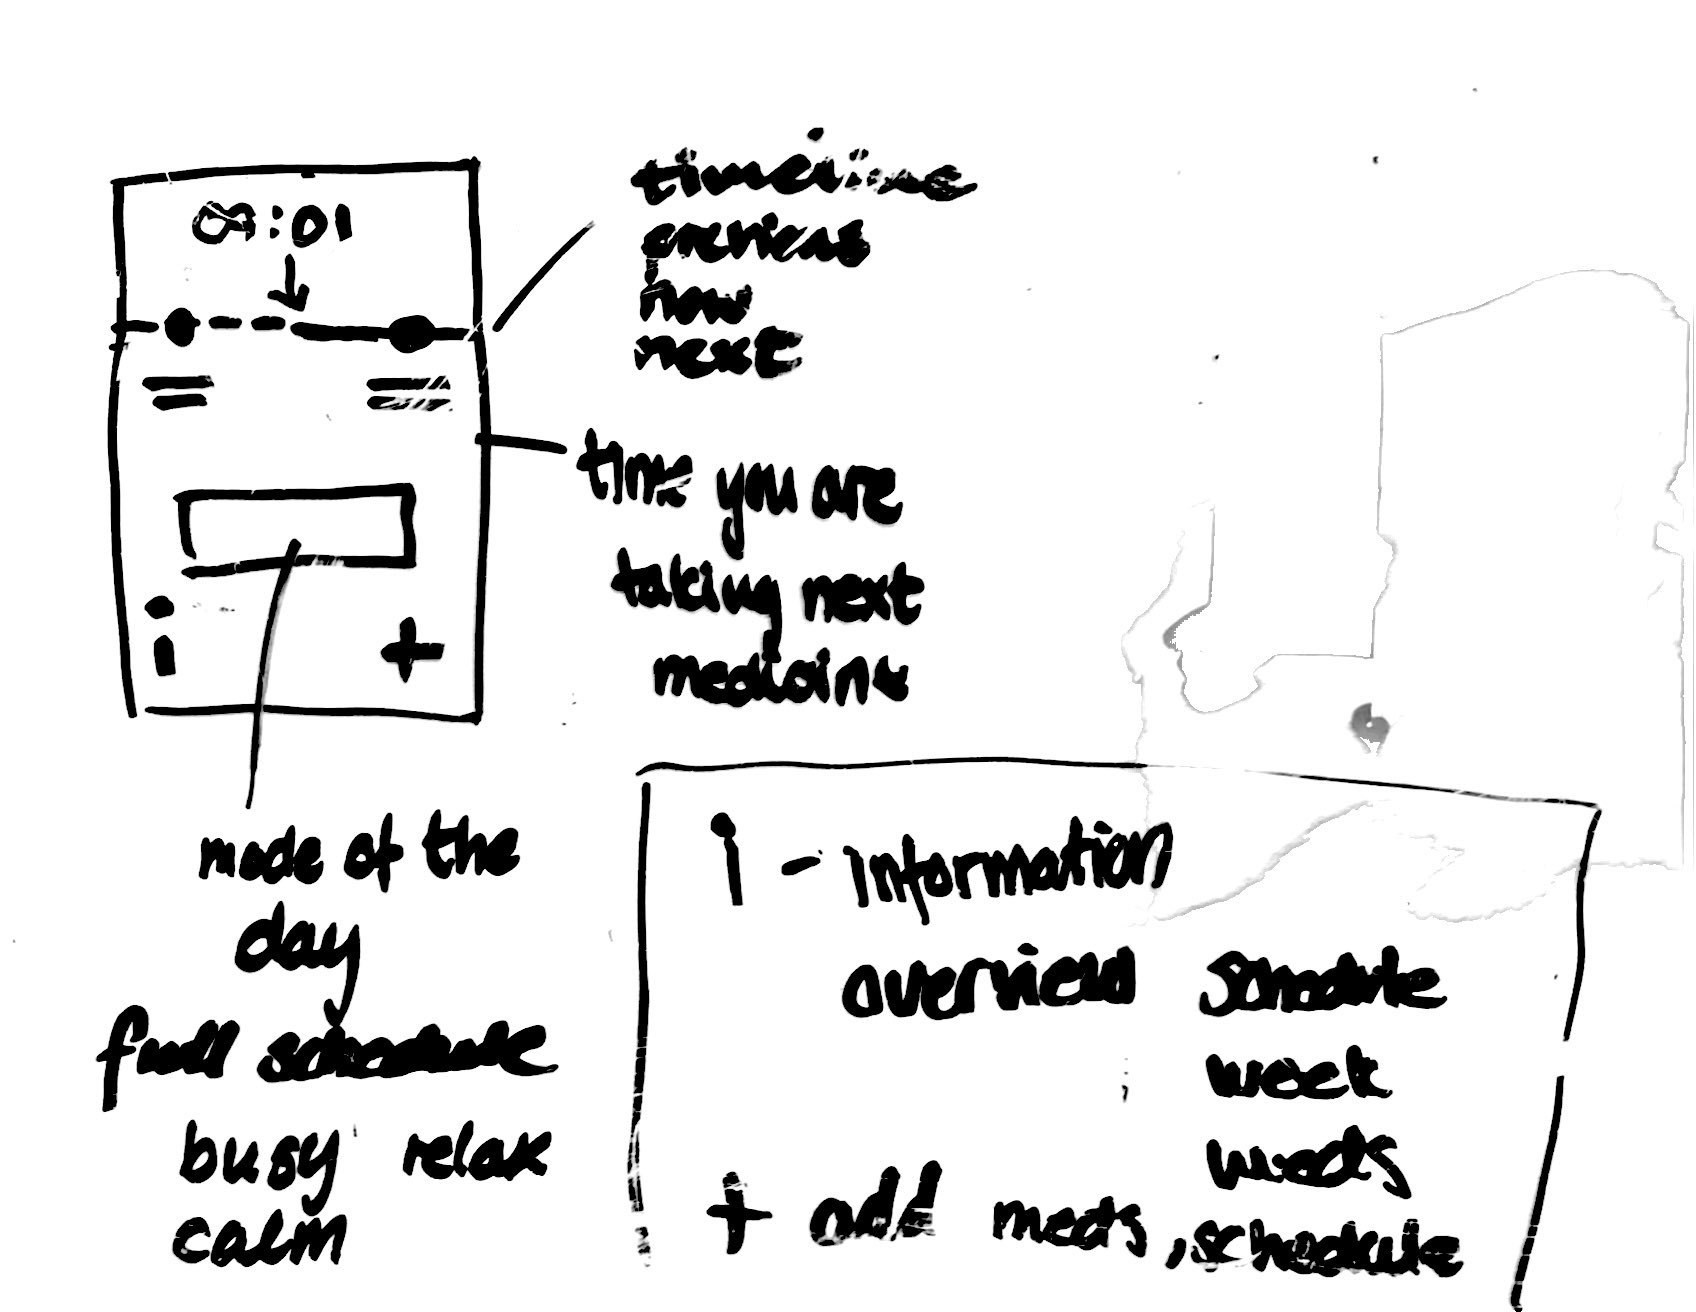 09:01
timeline
previous
now
next
time you are
taking next
medicine
i
+
mode of the
day
full schedule
busy relax
calm
i - information
overview schedule
week
meds
+ add meds, schedule